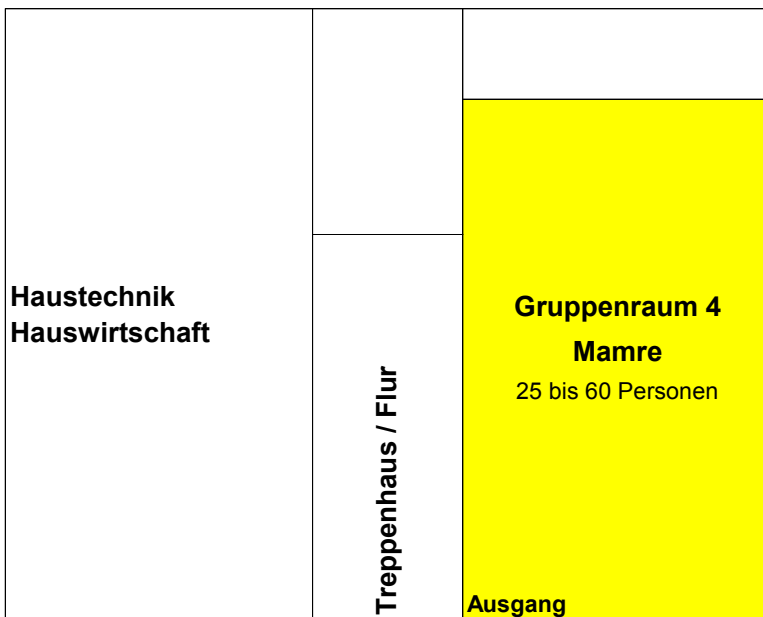 Haustechnik
Hauswirtschaft
Treppenhaus / Flur
Gruppenraum 4
Mamre
25 bis 60 Personen
Ausgang